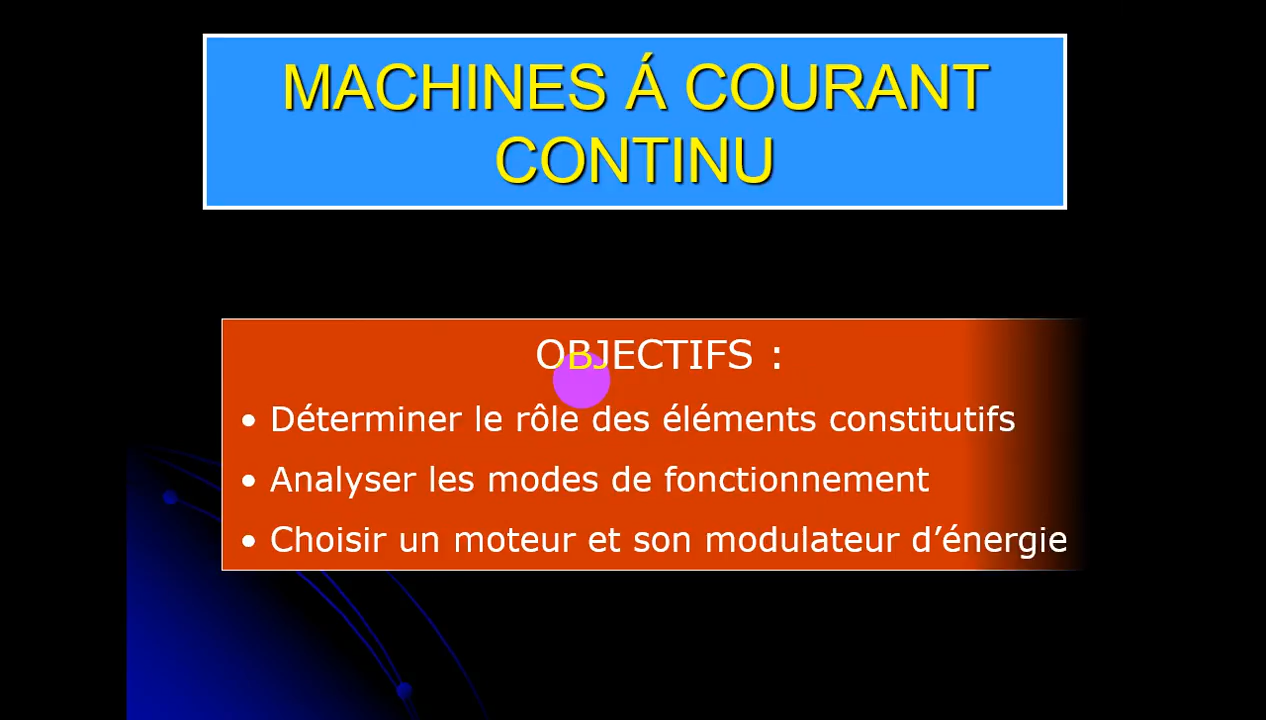 MACHINES Á COURANT
CONTINU
OBJECTIFS :
• Déterminer le rôle des éléments constitutifs
• Analyser les modes de fonctionnement
• Choisir un moteur et son modulateur d’énergie